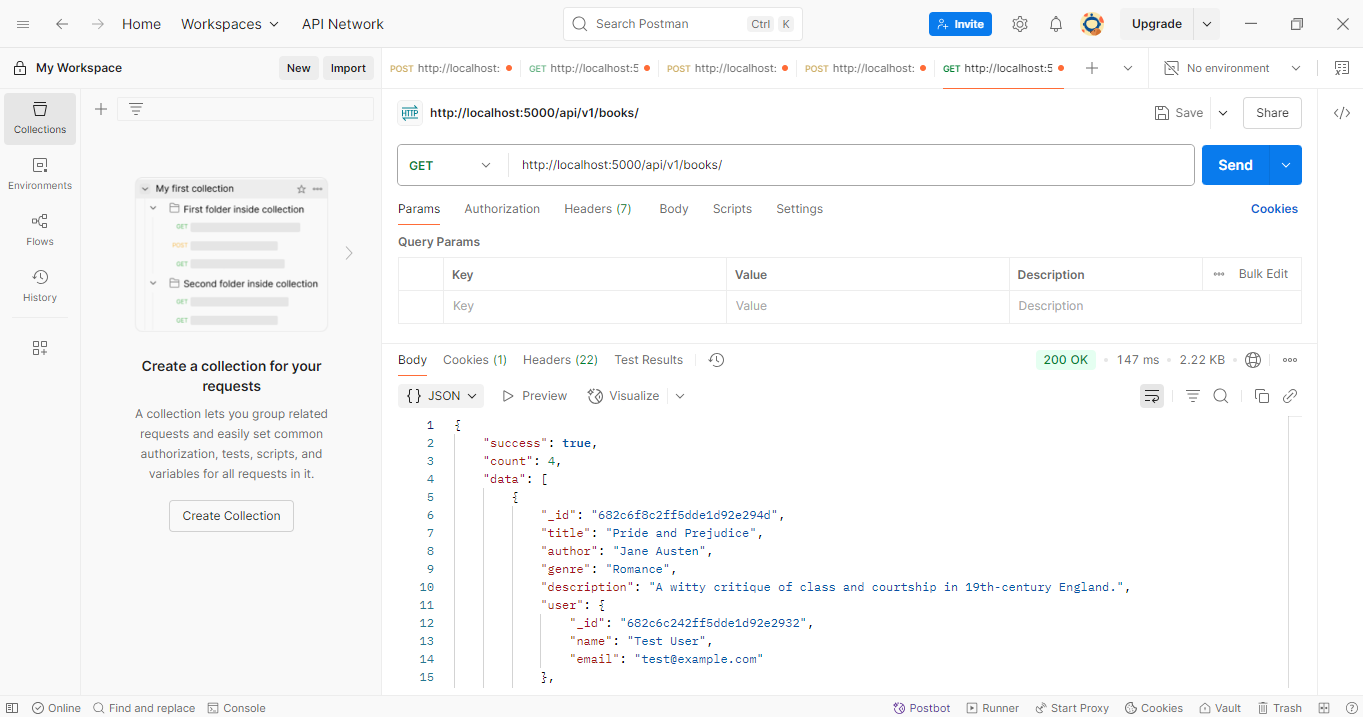 Home Workspaces API Network Search Postman Ctrl K Invite Upgrade
My Workspace New Import POST http://localhost: GET http://localhost:5 POST http://localhost: POST http://localhost: GET http://localhost:5 No environment
Collections
Environments
Flows
History
My first collection
First folder inside collection
GET
POST
GET
Second folder inside collection
GET
GET
Create a collection for your
requests
A collection lets you group related
requests and easily set common
authorization, tests, scripts, and
variables for all requests in it.
Create Collection
HTTP http://localhost:5000/api/v1/books/ Save Share
GET http://localhost:5000/api/v1/books/ Send
Params Authorization Headers (7) Body Scripts Settings Cookies
Query Params
Key Value Description Bulk Edit
Key Value Description
Body Cookies (1) Headers (22) Test Results 200 OK 147 ms 2.22 KB
{} JSON Preview Visualize
1 {
2 "success": true,
3 "count": 4,
4 "data": [
5 {
6 "_id": "682c6f8c2ff5dde1d92e294d",
7 "title": "Pride and Prejudice",
8 "author": "Jane Austen",
9 "genre": "Romance",
10 "description": "A witty critique of class and courtship in 19th-century England.",
11 "user": {
12 "_id": "682c6c242ff5dde1d92e2932",
13 "name": "Test User",
14 "email": "test@example.com"
15 },
Online Find and replace Console Postbot Runner Start Proxy Cookies Vault Trash